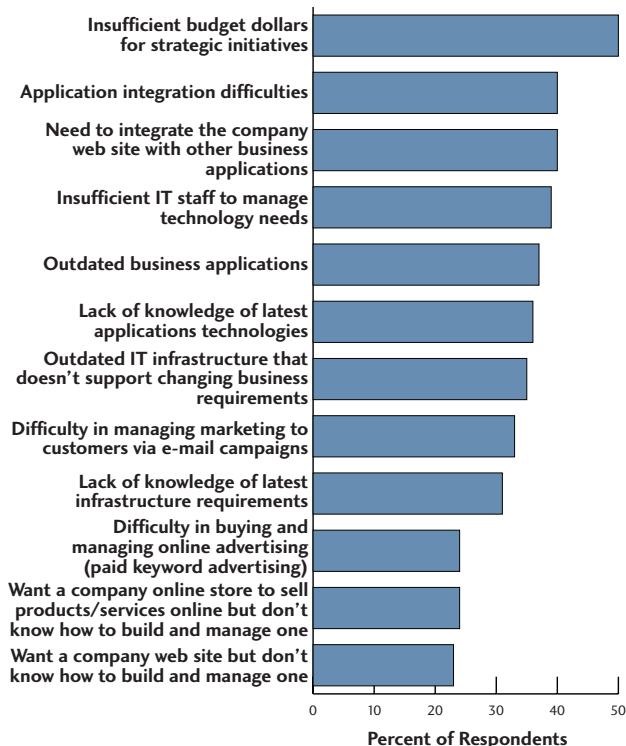 Insufficient budget dollars
for strategic initiatives
Application integration difficulties
Need to integrate the company
web site with other business
applications
Insufficient IT staff to manage
technology needs
Outdated business applications
Lack of knowledge of latest
applications technologies
Outdated IT infrastructure that
doesn't support changing business
requirements
Difficulty in managing marketing to
customers via e-mail campaigns
Lack of knowledge of latest
infrastructure requirements
Difficulty in buying and
managing online advertising
(paid keyword advertising)
Want a company online store to sell
products/services online but don't
know how to build and manage one
Want a company web site but don't
know how to build and manage one
0 10 20 30 40 50
Percent of Respondents